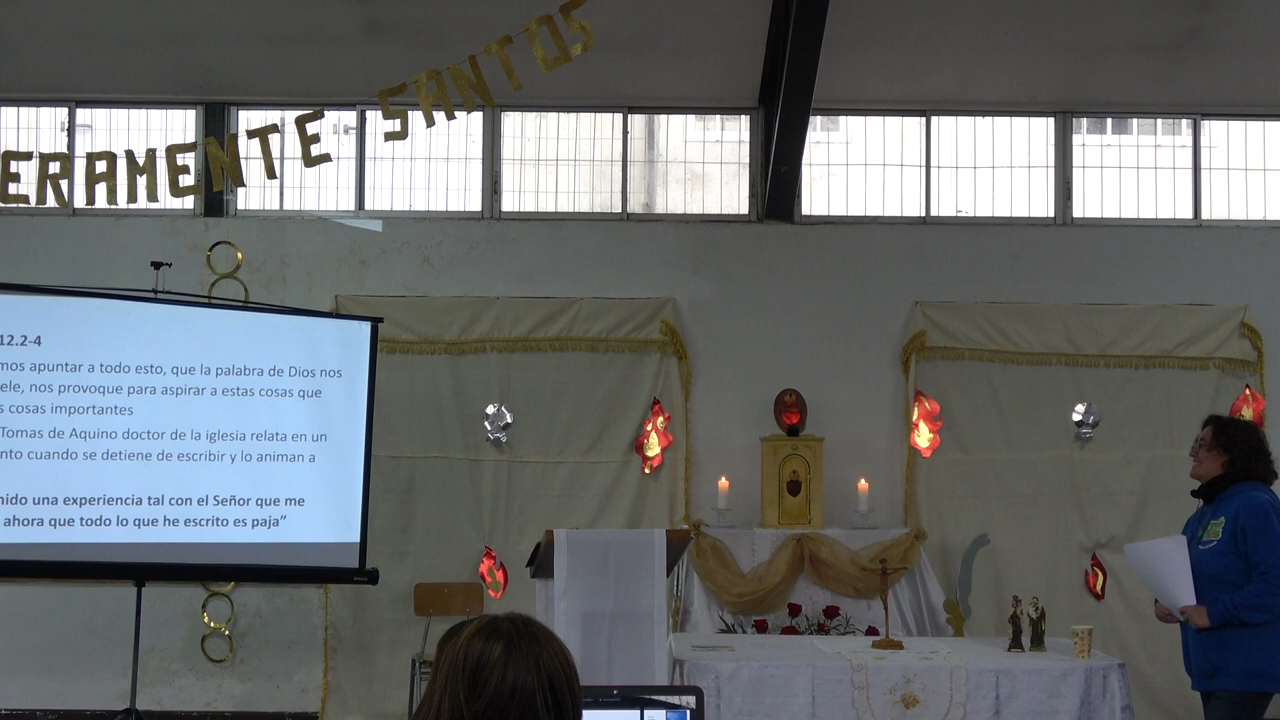 ERAMENTE SANTOS
12.2-4
mos apuntar a todo esto, que la palabra de Dios nos
ele, nos provoque para aspirar a estas cosas que
s cosas importantes
Tomas de Aquino doctor de la iglesia relata en un
nto cuando se detiene de escribir y lo animan a
nido una experiencia tal con el Señor que me
ahora que todo lo que he escrito es paja”